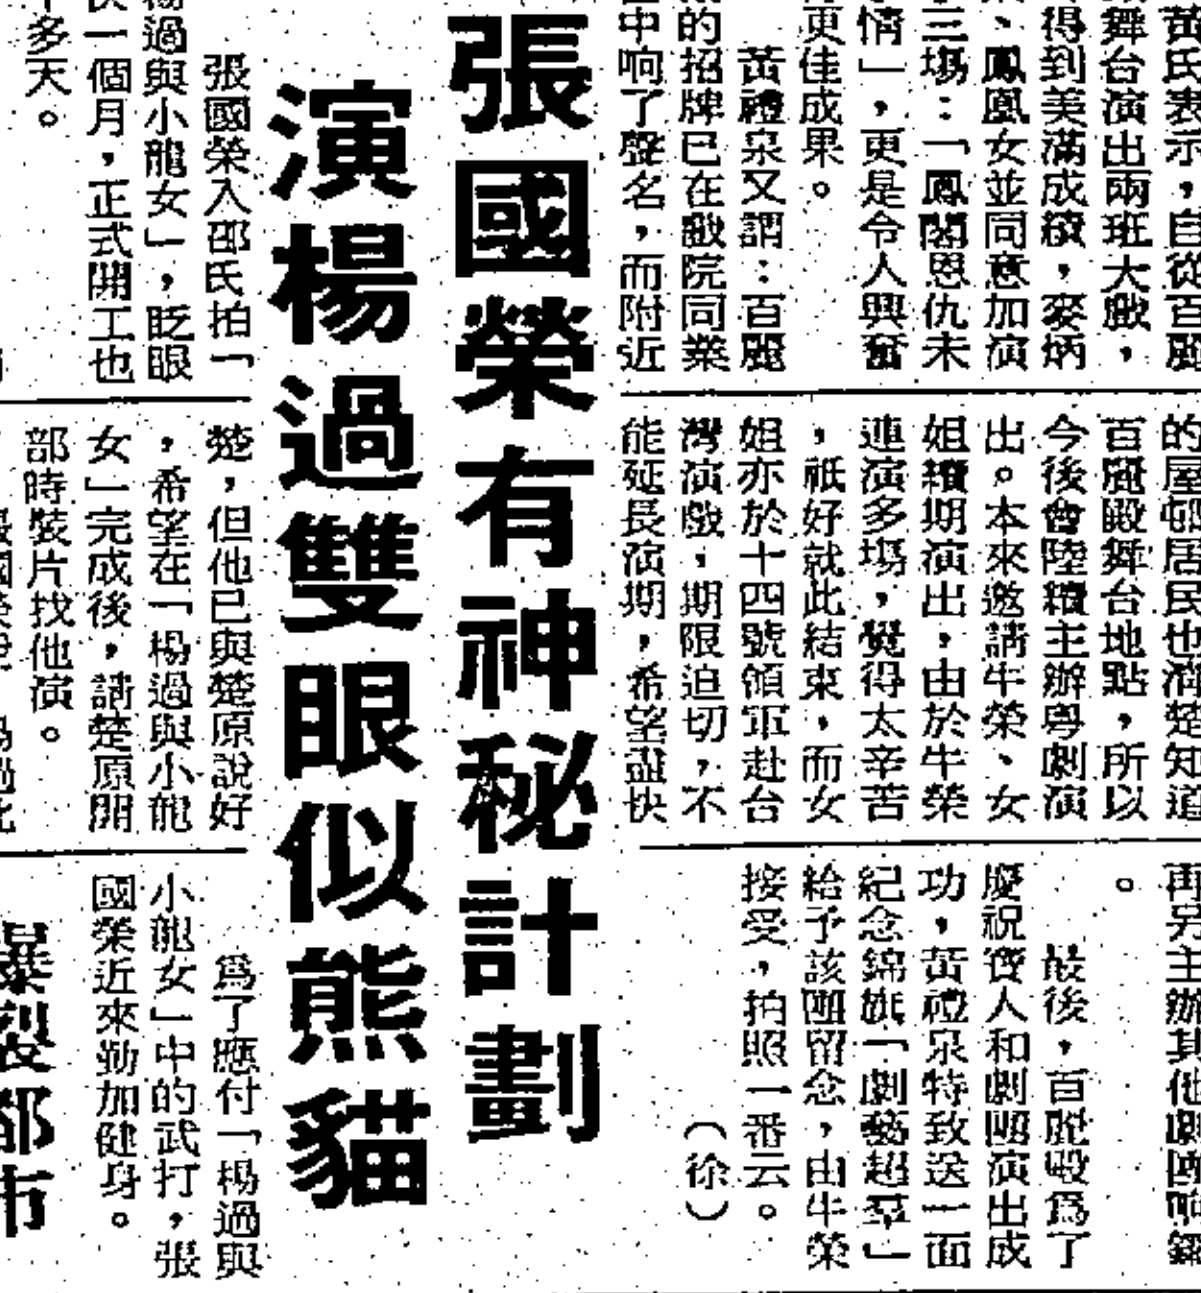 黃氏表示，自從百麗
舞台演出兩班大戲，
得到美滿成績，麥炳
、鳳凰女並同意加演
三塲：「鳳閣恩仇未
情」，更是令人興奮
更佳成果。
黃禮泉又謂：百麗
的招牌已在戲院同業
中响了聲名，而附近
的屋邨居民也滿楚知道
百麗殿舞台地點，所以
今後會陸續主辦粤劇演
出。本來邀請牛榮、女
姐續期演出，由於牛榮
連演多塲，覺得太辛苦
，祇好就此結束，而女
姐亦於十四號領軍赴台
灣演戲，期限迫切，不
能延長演期，希望盡快
再另主辦其他劇團
。
最後，百麗殿爲了
慶祝寶人和劇團演出成
功，黃禮泉特致送一面
紀念錦旗「劇藝超羣」
給予該團留念，由牛榮
接受，拍照一番云。
（徐）
張國榮有神秘計劃
演楊過雙眼似熊貓
張國榮入邵氏拍「
楊過與小龍女」，眨眼
快一個月，正式開工也
多天。
楚，但他已與楚原說好
，希望在「楊過與小龍
女」完成後，請楚原開
部時裝片找他演。
爲了應付「楊過與
小龍女」中的武打，張
國榮近來勤加健身。
爆裂都市